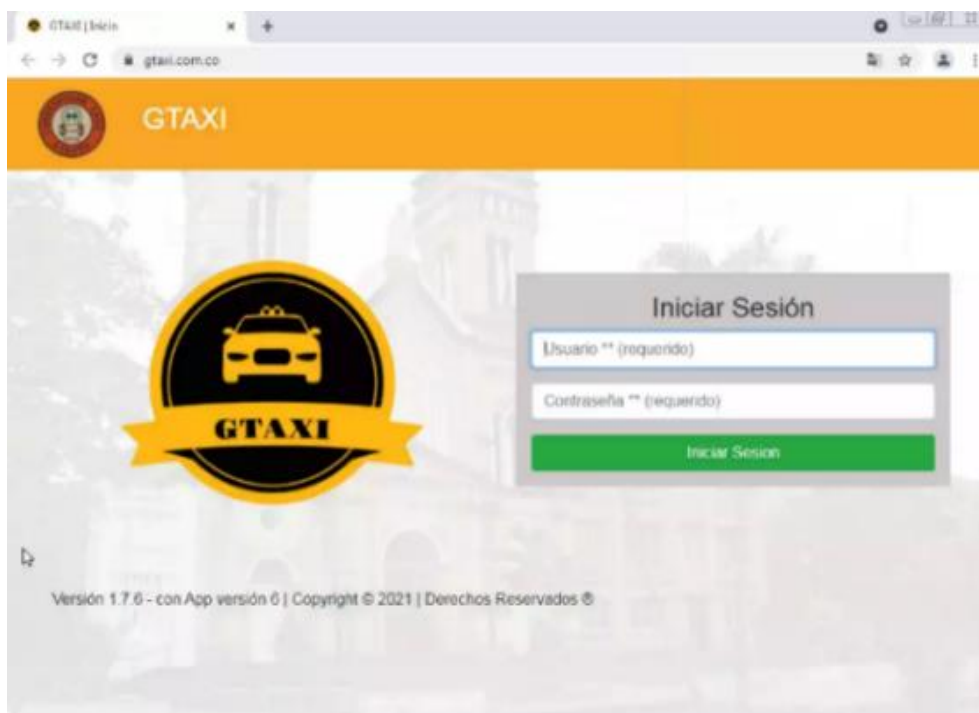 GTAXI | Inicio
gtaxi.com.co
GTAXI
GTAXI
Iniciar Sesión
Usuario ** (requerido)
Contraseña ** (requerido)
Iniciar Sesion
Versión 1.7.6 - con App versión 6 | Copyright © 2021 | Derechos Reservados ®